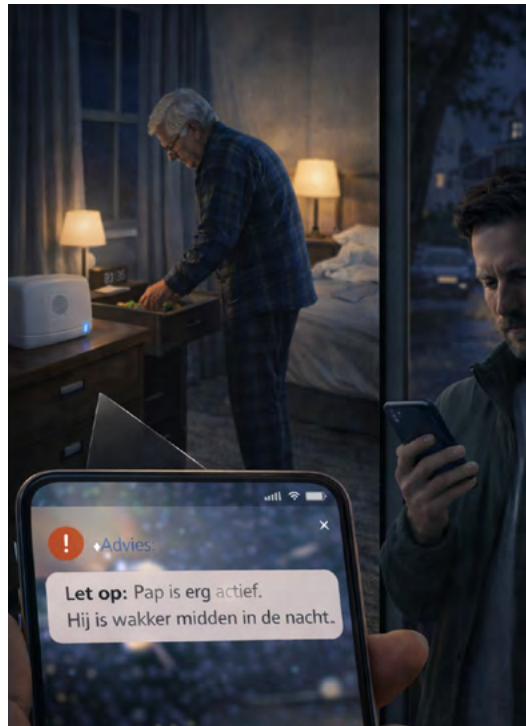 Advies:
Let op: Pap is erg actief.
Hij is wakker midden in de nacht.